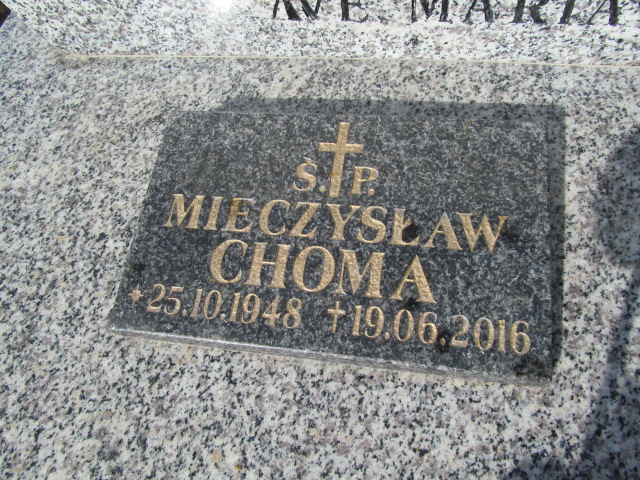 Ś.P.
MIECZYSŁAW
CHOMA
*25.10.1948 †19.06.2016